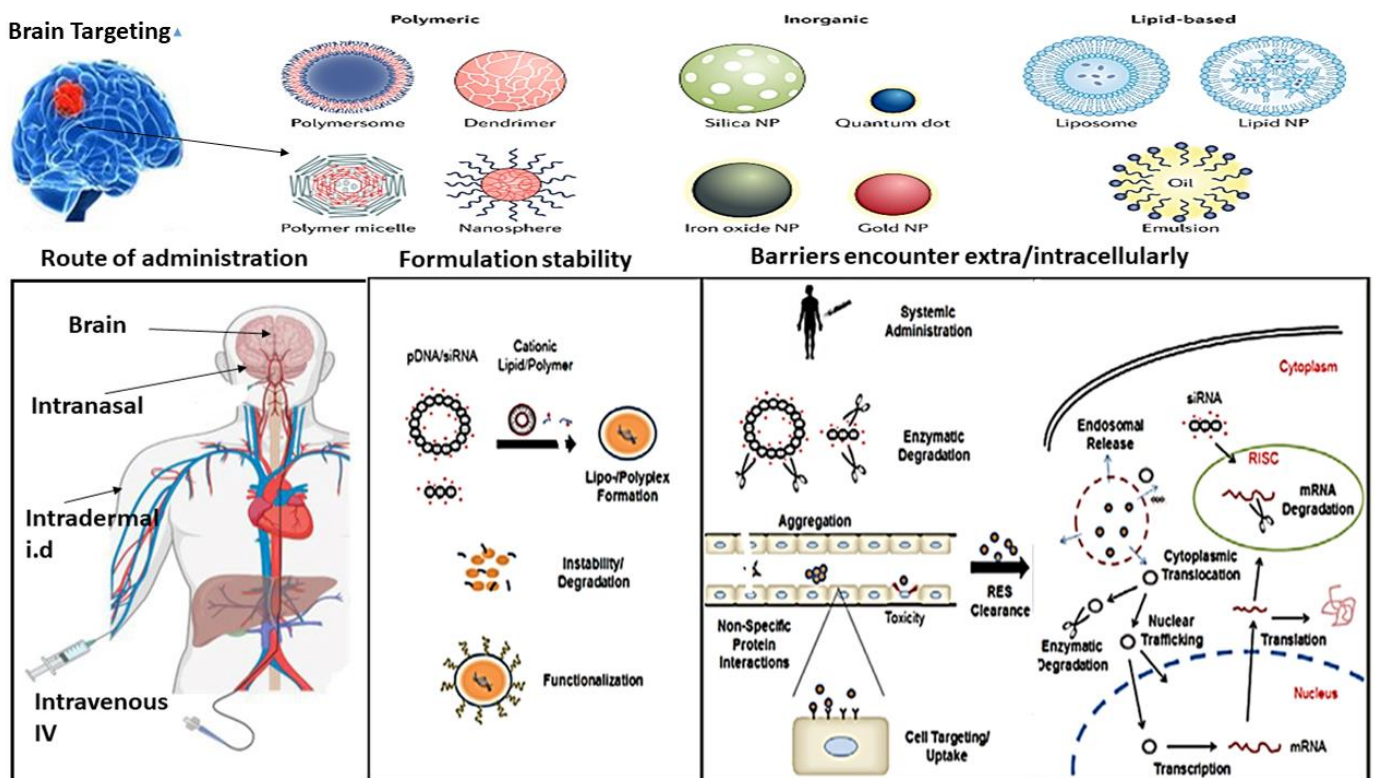 Brain Targeting
Polymeric
Inorganic
Lipid-based
Polymersome
Dendrimer
Silica NP
Quantum dot
Liposome
Lipid NP
Polymer micelle
Nanosphere
Iron oxide NP
Gold NP
Oil
Emulsion
Route of administration
Formulation stability
Barriers encounter extra/intracellularly
Brain
Intranasal
Intradermal
i.d
Intravenous
IV
pDNA/siRNA
Cationic
Lipid/Polymer
Lipo-/Polyplex
Formation
Instability/
Degradation
Functionalization
Systemic
Administration
Enzymatic
Degradation
Aggregation
Non-Specific
Protein
Interactions
Toxicity
RES
Clearance
Cell Targeting/
Uptake
Cytoplasm
siRNA
Endosomal
Release
RISC
mRNA
Degradation
Cytoplasmic
Translocation
Enzymatic
Degradation
Nuclear
Trafficking
Translation
Nucleus
mRNA
Transcription